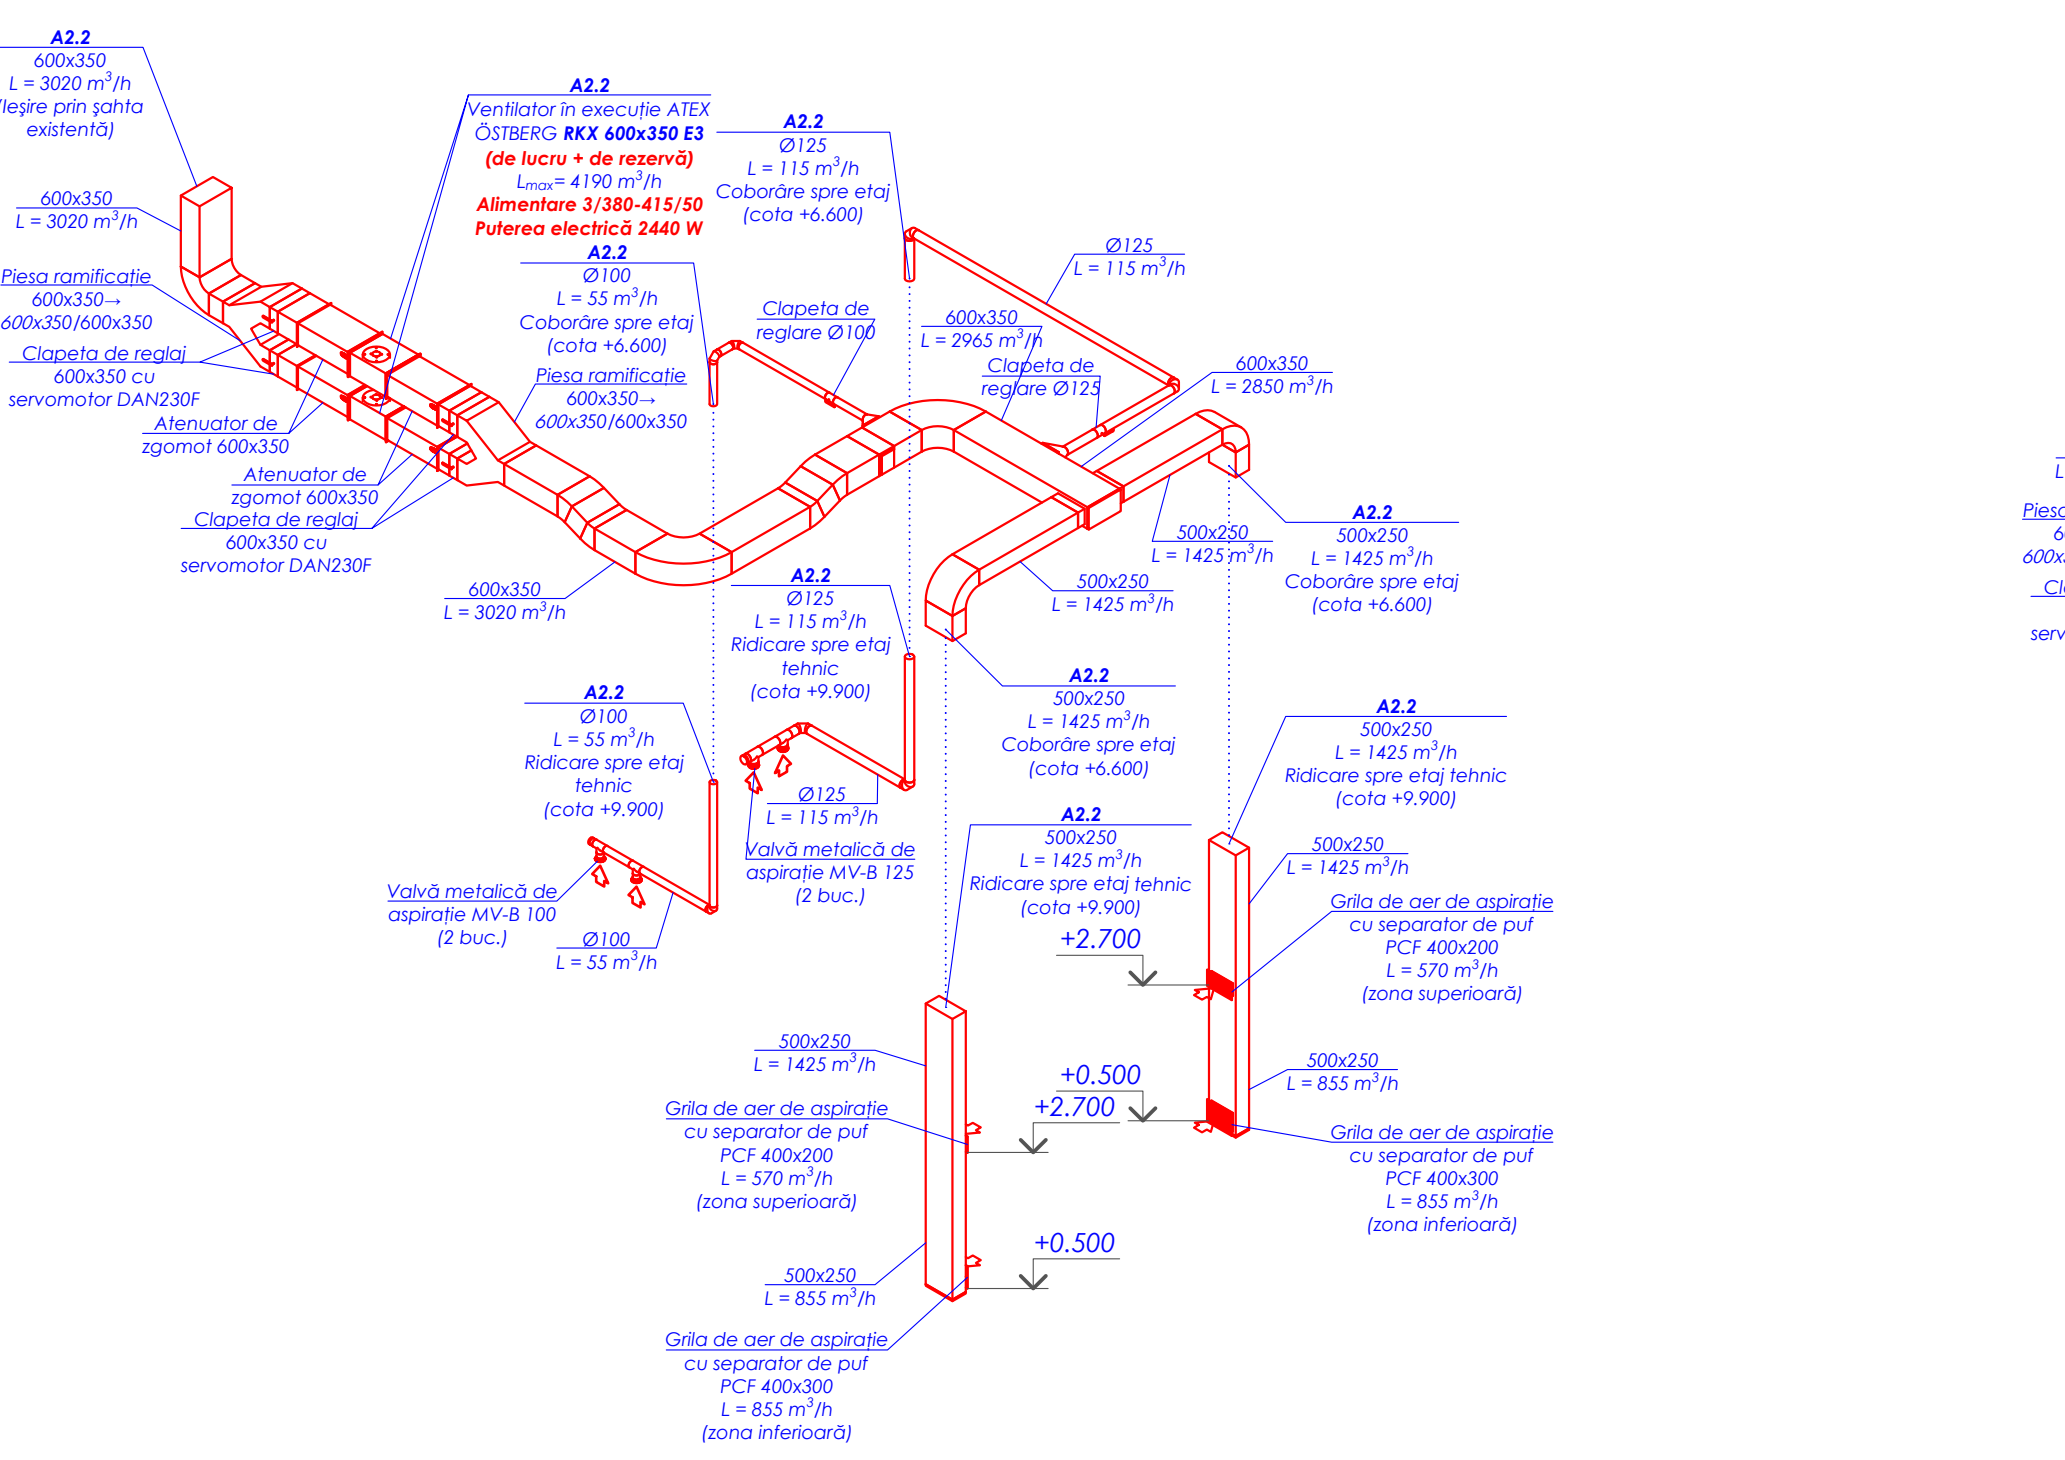 A2.2
600x350
L = 3020 m³/h
(Ieşire prin şahta
existentă)
600x350
L = 3020 m³/h
Piesa ramificaţie
600x350→
600x350/600x350
Clapeta de reglaj
600x350 cu
servomotor DAN230F
Atenuator de
zgomot 600x350
Atenuator de
zgomot 600x350
Clapeta de reglaj
600x350 cu
servomotor DAN230F
A2.2
Ventilator în execuţie ATEX
ÖSTBERG RKX 600x350 E3
(de lucru + de rezervă)
Lmax= 4190 m³/h
Alimentare 3/380-415/50
Puterea electrică 2440 W
A2.2
Ø100
L = 55 m³/h
Coborâre spre etaj
(cota +6.600)
Piesa ramificaţie
600x350→
600x350/600x350
A2.2
Ø125
L = 115 m³/h
Coborâre spre etaj
(cota +6.600)
Clapeta de
reglare Ø100
600x350
L = 2965 m³/h
Clapeta de
reglare Ø125
Ø125
L = 115 m³/h
600x350
L = 2850 m³/h
500x250
L = 1425 m³/h
A2.2
500x250
L = 1425 m³/h
Coborâre spre etaj
(cota +6.600)
500x250
L = 1425 m³/h
600x350
L = 3020 m³/h
A2.2
Ø125
L = 115 m³/h
Ridicare spre etaj
tehnic
(cota +9.900)
A2.2
500x250
L = 1425 m³/h
Coborâre spre etaj
(cota +6.600)
A2.2
Ø100
L = 55 m³/h
Ridicare spre etaj
tehnic
(cota +9.900)
Ø125
L = 115 m³/h
Valvă metalică de
aspiraţie MV-B 125
(2 buc.)
Valvă metalică de
aspiraţie MV-B 100
(2 buc.)
Ø100
L = 55 m³/h
A2.2
500x250
L = 1425 m³/h
Ridicare spre etaj tehnic
(cota +9.900)
A2.2
500x250
L = 1425 m³/h
Ridicare spre etaj tehnic
(cota +9.900)
500x250
L = 1425 m³/h
Grila de aer de aspiraţie
cu separator de puf
PCF 400x200
L = 570 m³/h
(zona superioară)
+2.700
+0.500
500x250
L = 855 m³/h
Grila de aer de aspiraţie
cu separator de puf
PCF 400x300
L = 855 m³/h
(zona inferioară)
500x250
L = 1425 m³/h
Grila de aer de aspiraţie
cu separator de puf
PCF 400x200
L = 570 m³/h
(zona superioară)
+2.700
+0.500
500x250
L = 855 m³/h
Grila de aer de aspiraţie
cu separator de puf
PCF 400x300
L = 855 m³/h
(zona inferioară)
L